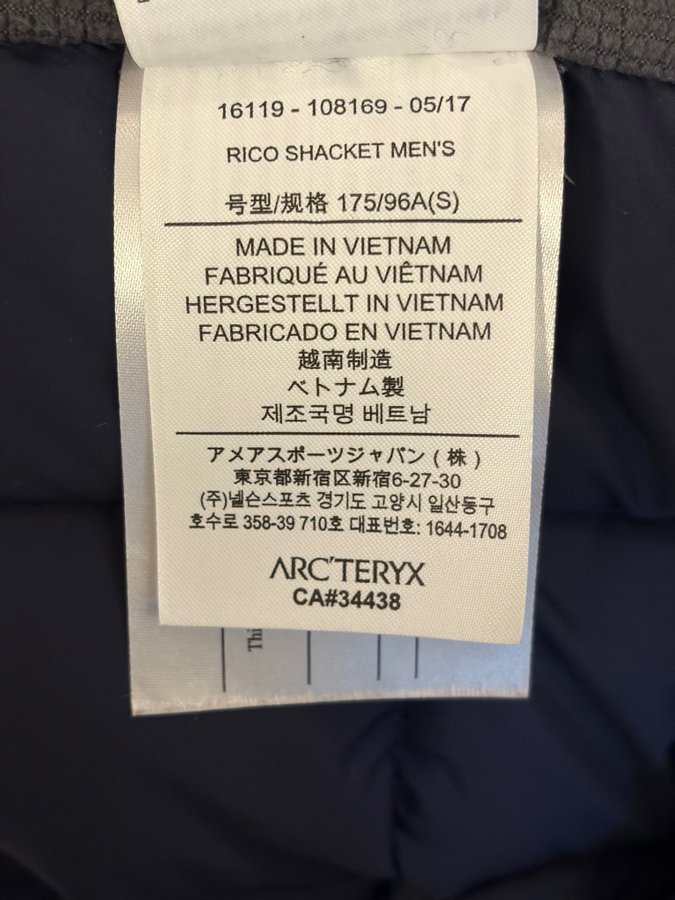 16119 - 108169 - 05/17
RICO SHACKET MEN'S
号型/规格 175/96A(S)
MADE IN VIETNAM
FABRIQUÉ AU VIÊTNAM
HERGESTELLT IN VIETNAM
FABRICADO EN VIETNAM
越南制造
ベトナム製
제조국명 베트남
アメアスポーツジャパン (株)
東京都新宿区新宿6-27-30
(주)넬슨스포츠 경기도 고양시 일산동구
호수로 358-39 710호 대표번호: 1644-1708
ARC'TERYX
CA#34438
Thi